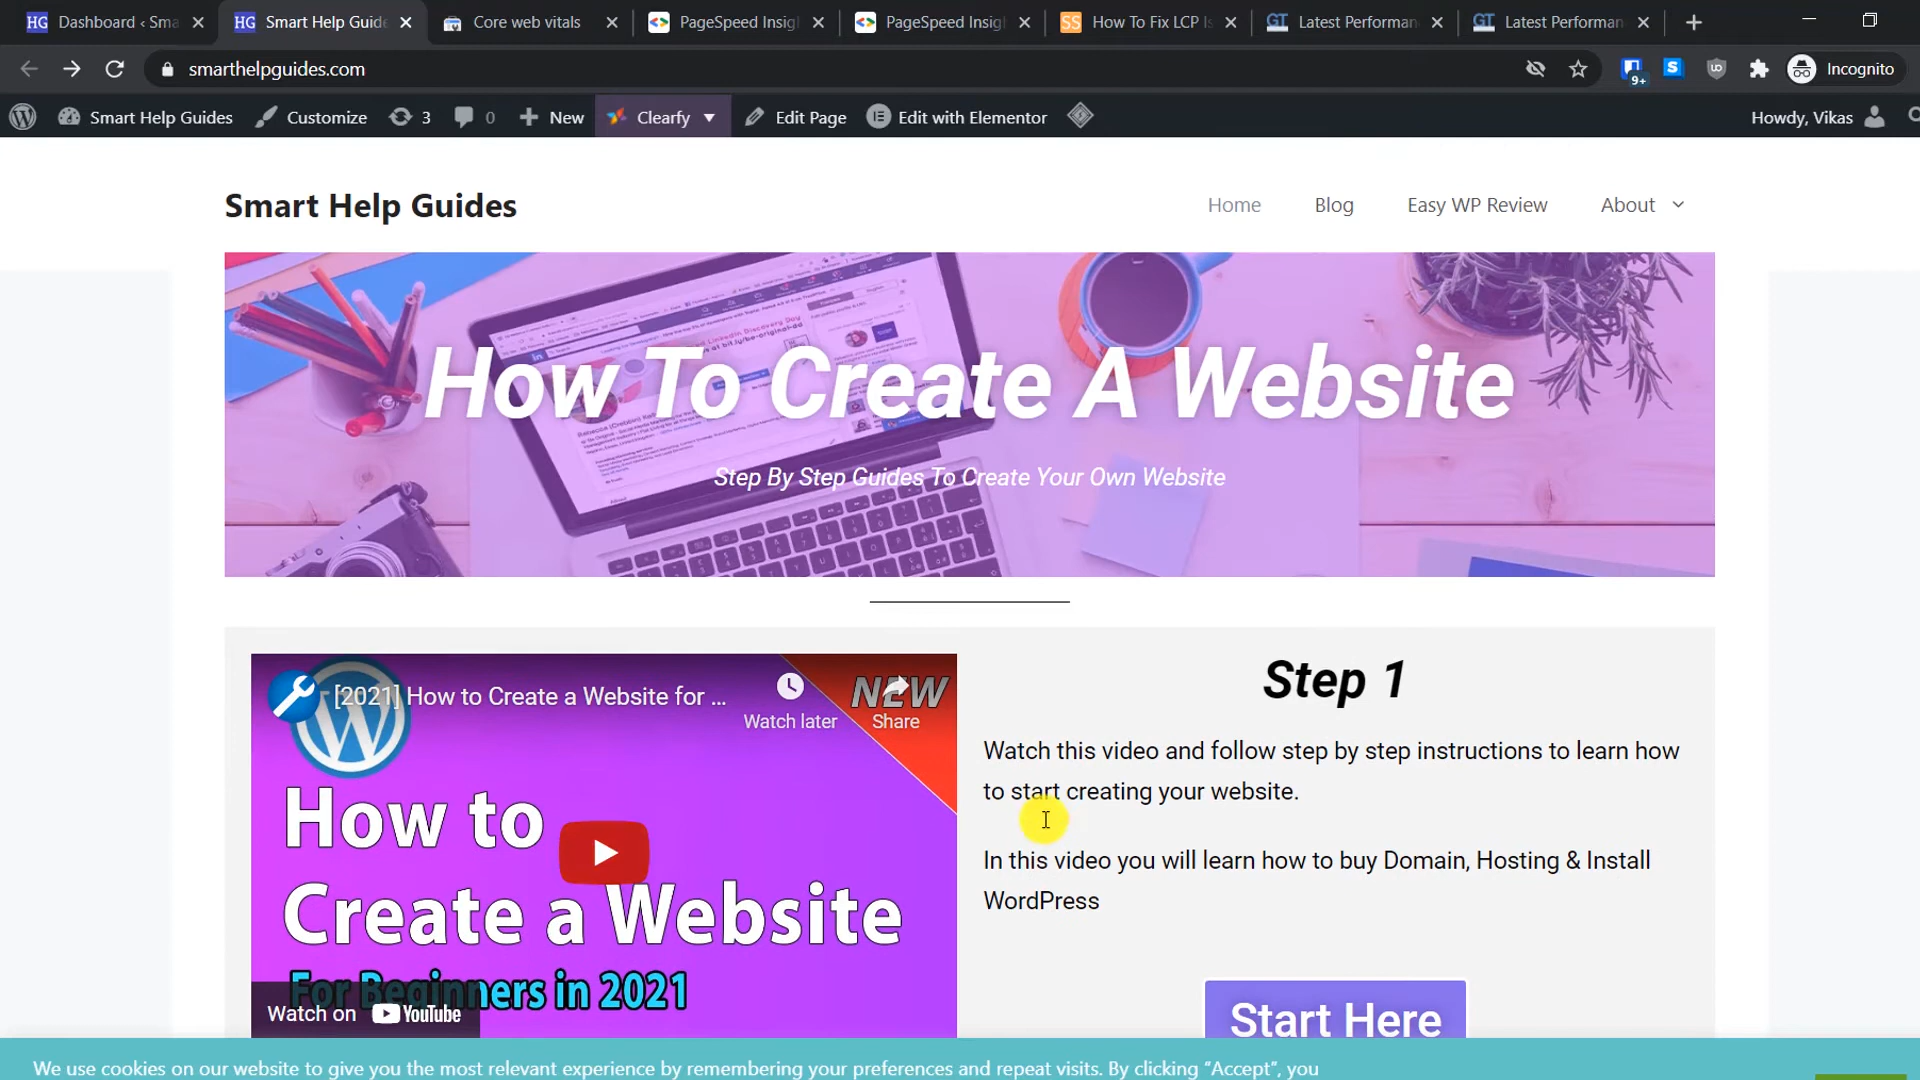 HG Dashboard ‹ Sma
HG Smart Help Guide
Core web vitals
PageSpeed Insig
PageSpeed Insig
SS How To Fix LCP Is
GT Latest Performan
GT Latest Performan
smarthelpguides.com
9+
S
Incognito
Smart Help Guides
Customize
3
0
New
Clearfy
Edit Page
Edit with Elementor
Howdy, Vikas
Smart Help Guides
Home
Blog
Easy WP Review
About
How To Create A Website
Step By Step Guides To Create Your Own Website
[2021] How to Create a Website for ...
Watch later
Share
NEW
How to
Create a Website
For Beginners in 2021
Watch on YouTube
Step 1
Watch this video and follow step by step instructions to learn how
to start creating your website.
In this video you will learn how to buy Domain, Hosting & Install
WordPress
Start Here
We use cookies on our website to give you the most relevant experience by remembering your preferences and repeat visits. By clicking “Accept”, you